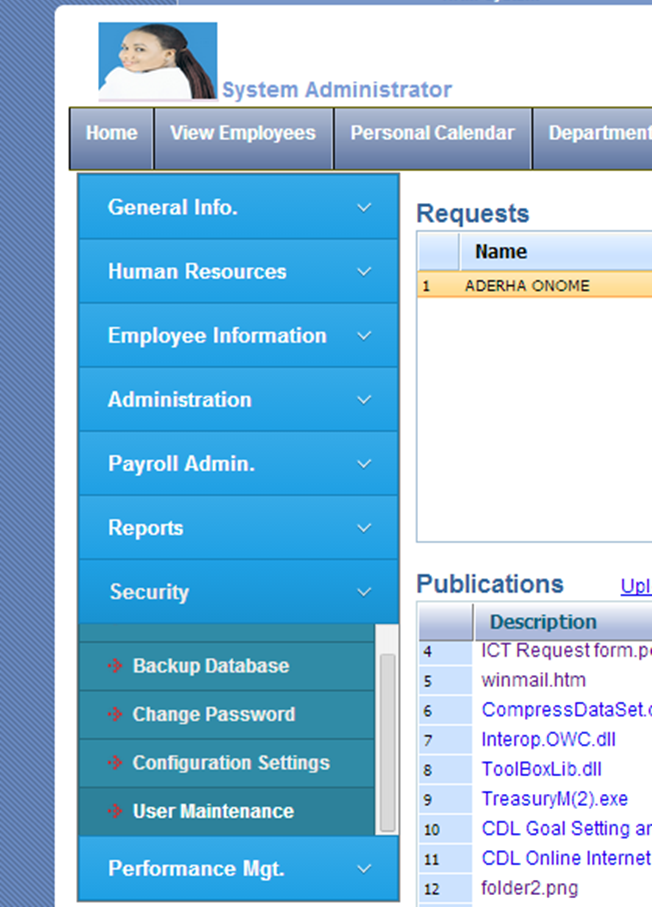 System Administrator
Home View Employees Personal Calendar Department
General Info.
Human Resources
Employee Information
Administration
Payroll Admin.
Reports
Security
Backup Database
Change Password
Configuration Settings
User Maintenance
Performance Mgt.
Requests
Name
1 ADERHA ONOME
Publications Upl
Description
4 ICT Request form.p
5 winmail.htm
6 CompressDataSet.
7 Interop.OWC.dll
8 ToolBoxLib.dll
9 TreasuryM(2).exe
10 CDL Goal Setting an
11 CDL Online Internet
12 folder2.png